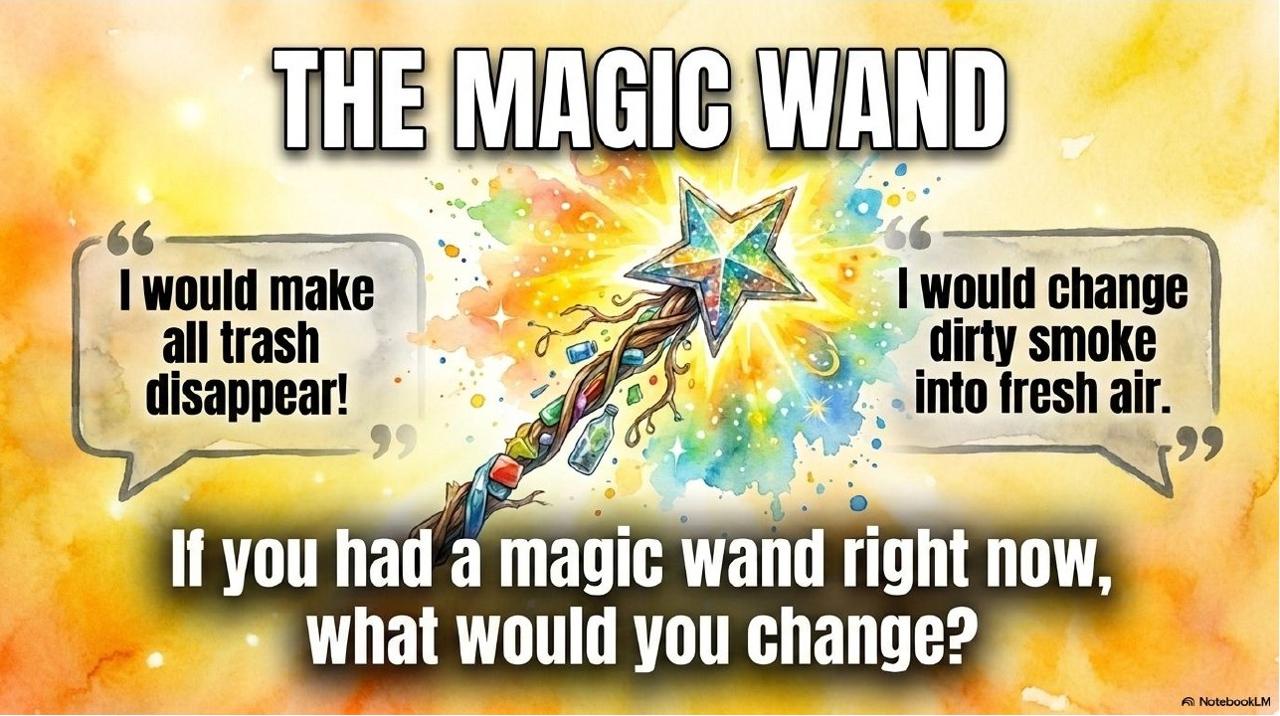 THE MAGIC WAND
“
I would make
all trash
disappear!
”
“
I would change
dirty smoke
into fresh air.
”
If you had a magic wand right now,
what would you change?
NotebookLM